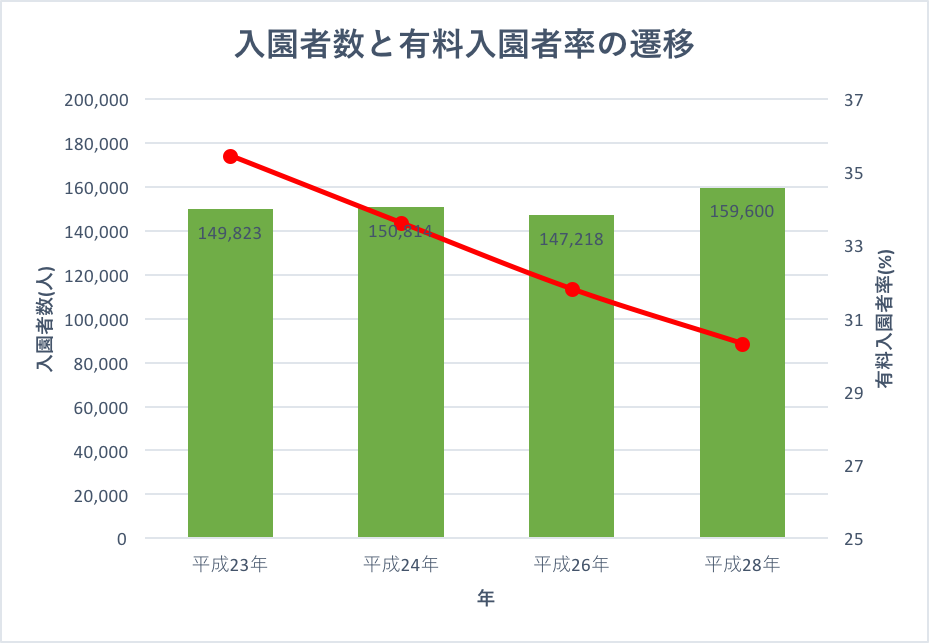 入園者数と有料入園者率の遷移
入園者数(人)
200,000
180,000
160,000
140,000
120,000
100,000
80,000
60,000
40,000
20,000
0
149,823
150,814
147,218
159,600
37
35
33
31
29
27
25
有料入園者率(%)
平成23年
平成24年
平成26年
平成28年
年